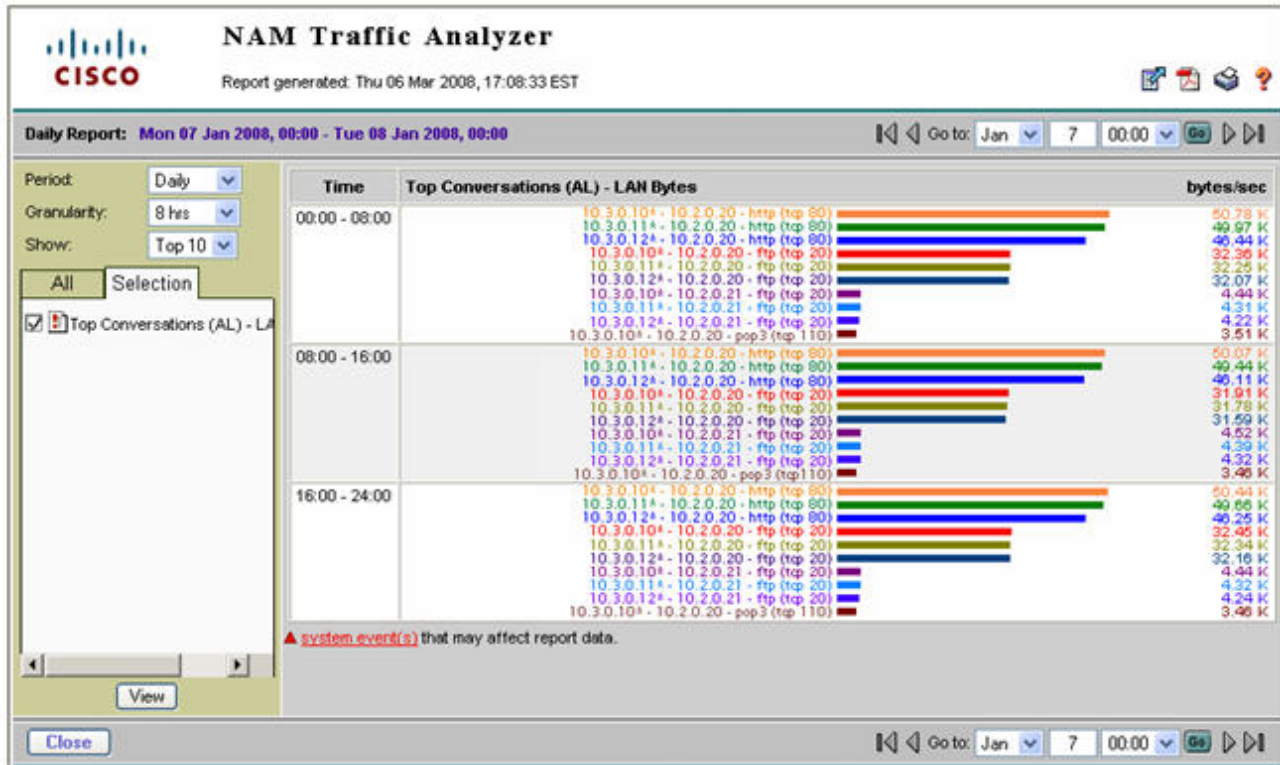 CISCO
NAM Traffic Analyzer
Report generated: Thu 06 Mar 2008, 17:08:33 EST
Daily Report: Mon 07 Jan 2008, 00:00 - Tue 08 Jan 2008, 00:00
Go to: Jan 7 00:00 Go
Period: Daily
Granularity: 8 hrs
Show: Top 10
All Selection
Top Conversations (AL) - LA
View
Time Top Conversations (AL) - LAN Bytes bytes/sec
00:00 - 08:00
10.3.0.10^ - 10.2.0.20 - http (tcp 80) 50.78 K
10.3.0.11^ - 10.2.0.20 - http (tcp 80) 49.97 K
10.3.0.12^ - 10.2.0.20 - http (tcp 80) 46.44 K
10.3.0.10^ - 10.2.0.20 - ftp (tcp 20) 32.36 K
10.3.0.11^ - 10.2.0.20 - ftp (tcp 20) 32.25 K
10.3.0.12^ - 10.2.0.20 - ftp (tcp 20) 32.07 K
10.3.0.10^ - 10.2.0.21 - ftp (tcp 20) 4.44 K
10.3.0.11^ - 10.2.0.21 - ftp (tcp 20) 4.31 K
10.3.0.12^ - 10.2.0.21 - ftp (tcp 20) 4.22 K
10.3.0.10^ - 10.2.0.20 - pop3 (tcp 110) 3.51 K
08:00 - 16:00
10.3.0.10^ - 10.2.0.20 - http (tcp 80) 50.07 K
10.3.0.11^ - 10.2.0.20 - http (tcp 80) 49.44 K
10.3.0.12^ - 10.2.0.20 - http (tcp 80) 46.11 K
10.3.0.10^ - 10.2.0.20 - ftp (tcp 20) 31.91 K
10.3.0.11^ - 10.2.0.20 - ftp (tcp 20) 31.78 K
10.3.0.12^ - 10.2.0.20 - ftp (tcp 20) 31.59 K
10.3.0.10^ - 10.2.0.21 - ftp (tcp 20) 4.52 K
10.3.0.11^ - 10.2.0.21 - ftp (tcp 20) 4.39 K
10.3.0.12^ - 10.2.0.21 - ftp (tcp 20) 4.32 K
10.3.0.10^ - 10.2.0.20 - pop3 (tcp110) 3.46 K
16:00 - 24:00
10.3.0.10^ - 10.2.0.20 - http (tcp 80) 50.44 K
10.3.0.11^ - 10.2.0.20 - http (tcp 80) 49.66 K
10.3.0.12^ - 10.2.0.20 - http (tcp 80) 46.25 K
10.3.0.10^ - 10.2.0.20 - ftp (tcp 20) 32.45 K
10.3.0.11^ - 10.2.0.20 - ftp (tcp 20) 32.34 K
10.3.0.12^ - 10.2.0.20 - ftp (tcp 20) 32.16 K
10.3.0.10^ - 10.2.0.21 - ftp (tcp 20) 4.44 K
10.3.0.11^ - 10.2.0.21 - ftp (tcp 20) 4.32 K
10.3.0.12^ - 10.2.0.21 - ftp (tcp 20) 4.24 K
10.3.0.10^ - 10.2.0.20 - pop3 (tcp 110) 3.46 K
system event(s) that may affect report data.
Close
Go to: Jan 7 00:00 Go